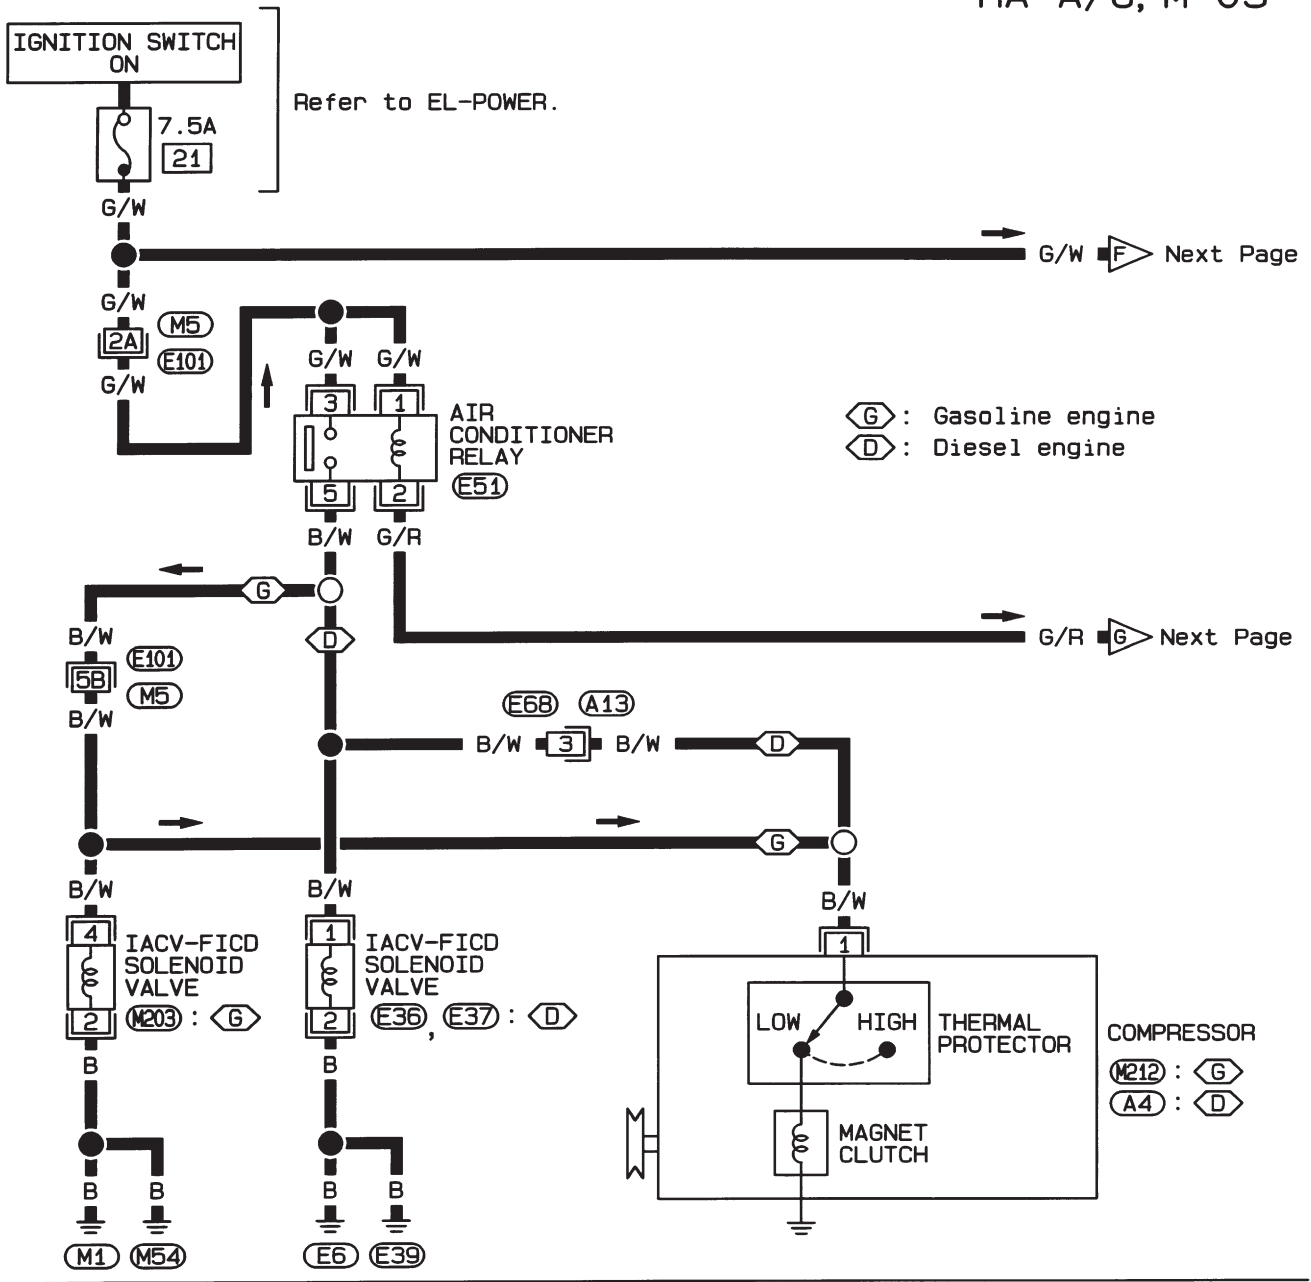 IGNITION SWITCH
ON
Refer to EL-POWER.
7.5A
21
G/W
G/W F Next Page
G/W
2A
M5
E101
G/W
G/W G/W
3 1
AIR
CONDITIONER
RELAY
E51
5 2
B/W G/R
G : Gasoline engine
D : Diesel engine
G
D
G/R G Next Page
B/W
5B
E101
M5
B/W
E68 A13
B/W 3 B/W D
G
B/W
B/W
B/W
4
IACV-FICD
SOLENOID
VALVE
M203 : G
2
1
IACV-FICD
SOLENOID
VALVE
E36 , E37 : D
2
1
LOW HIGH
THERMAL
PROTECTOR
COMPRESSOR
M212 : G
A4 : D
MAGNET
CLUTCH
B
B
B B
B B
M1 M54
E6 E39